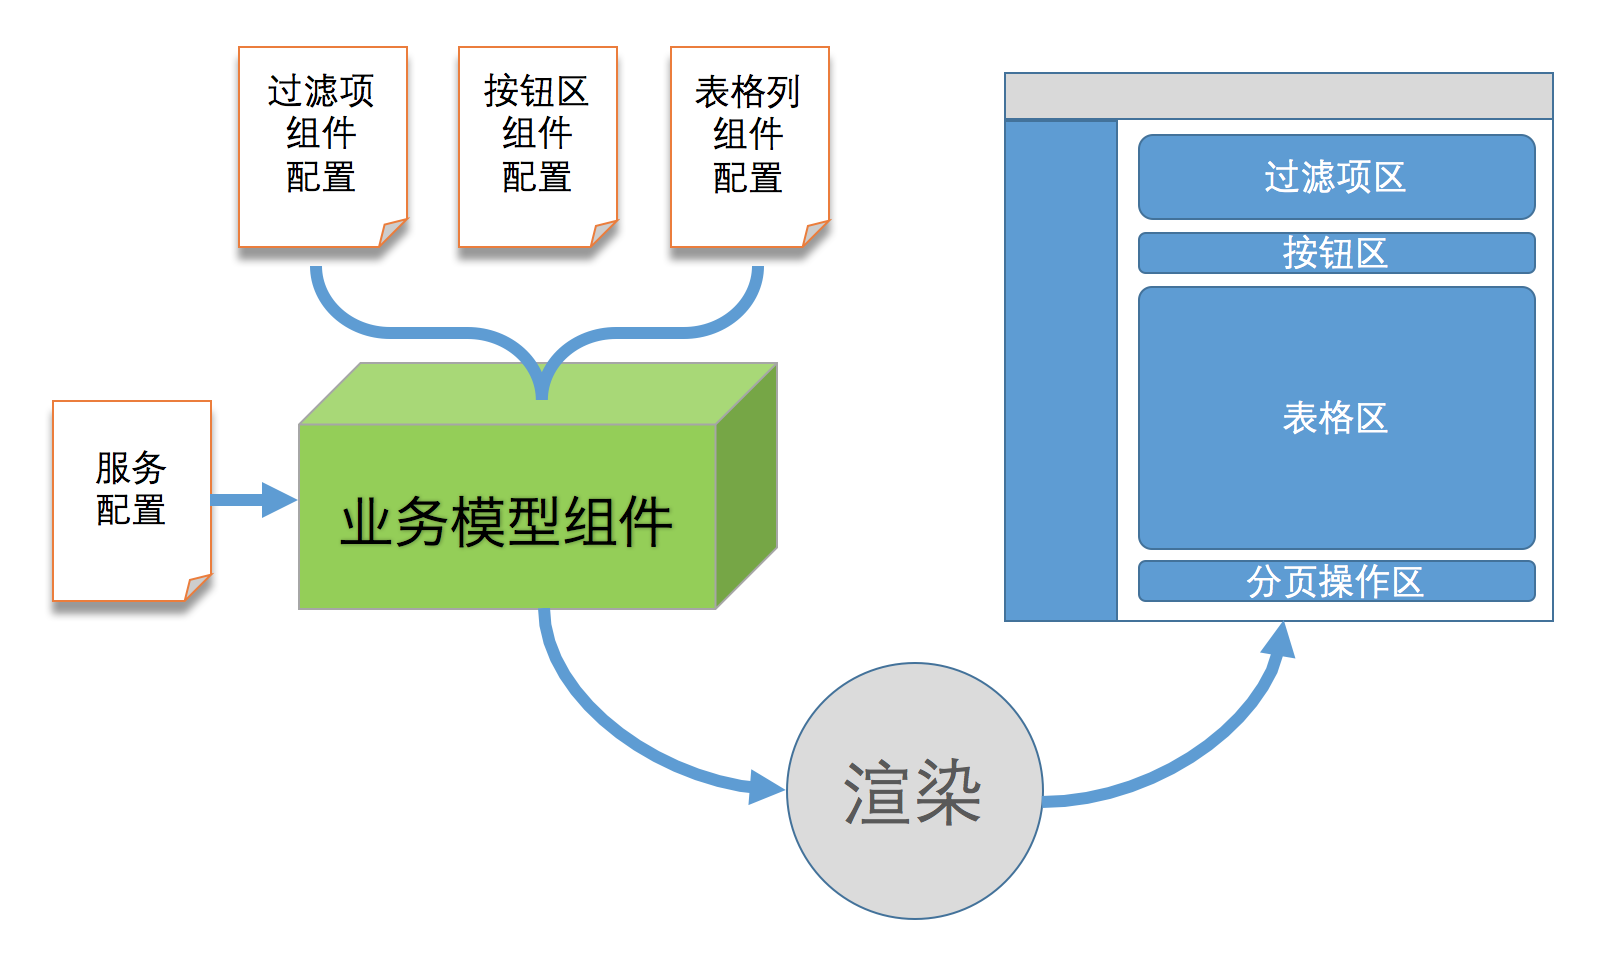 过滤项
组件
配置
按钮区
组件
配置
表格列
组件
配置
服务
配置
业务模型组件
渲染
过滤项区
按钮区
表格区
分页操作区